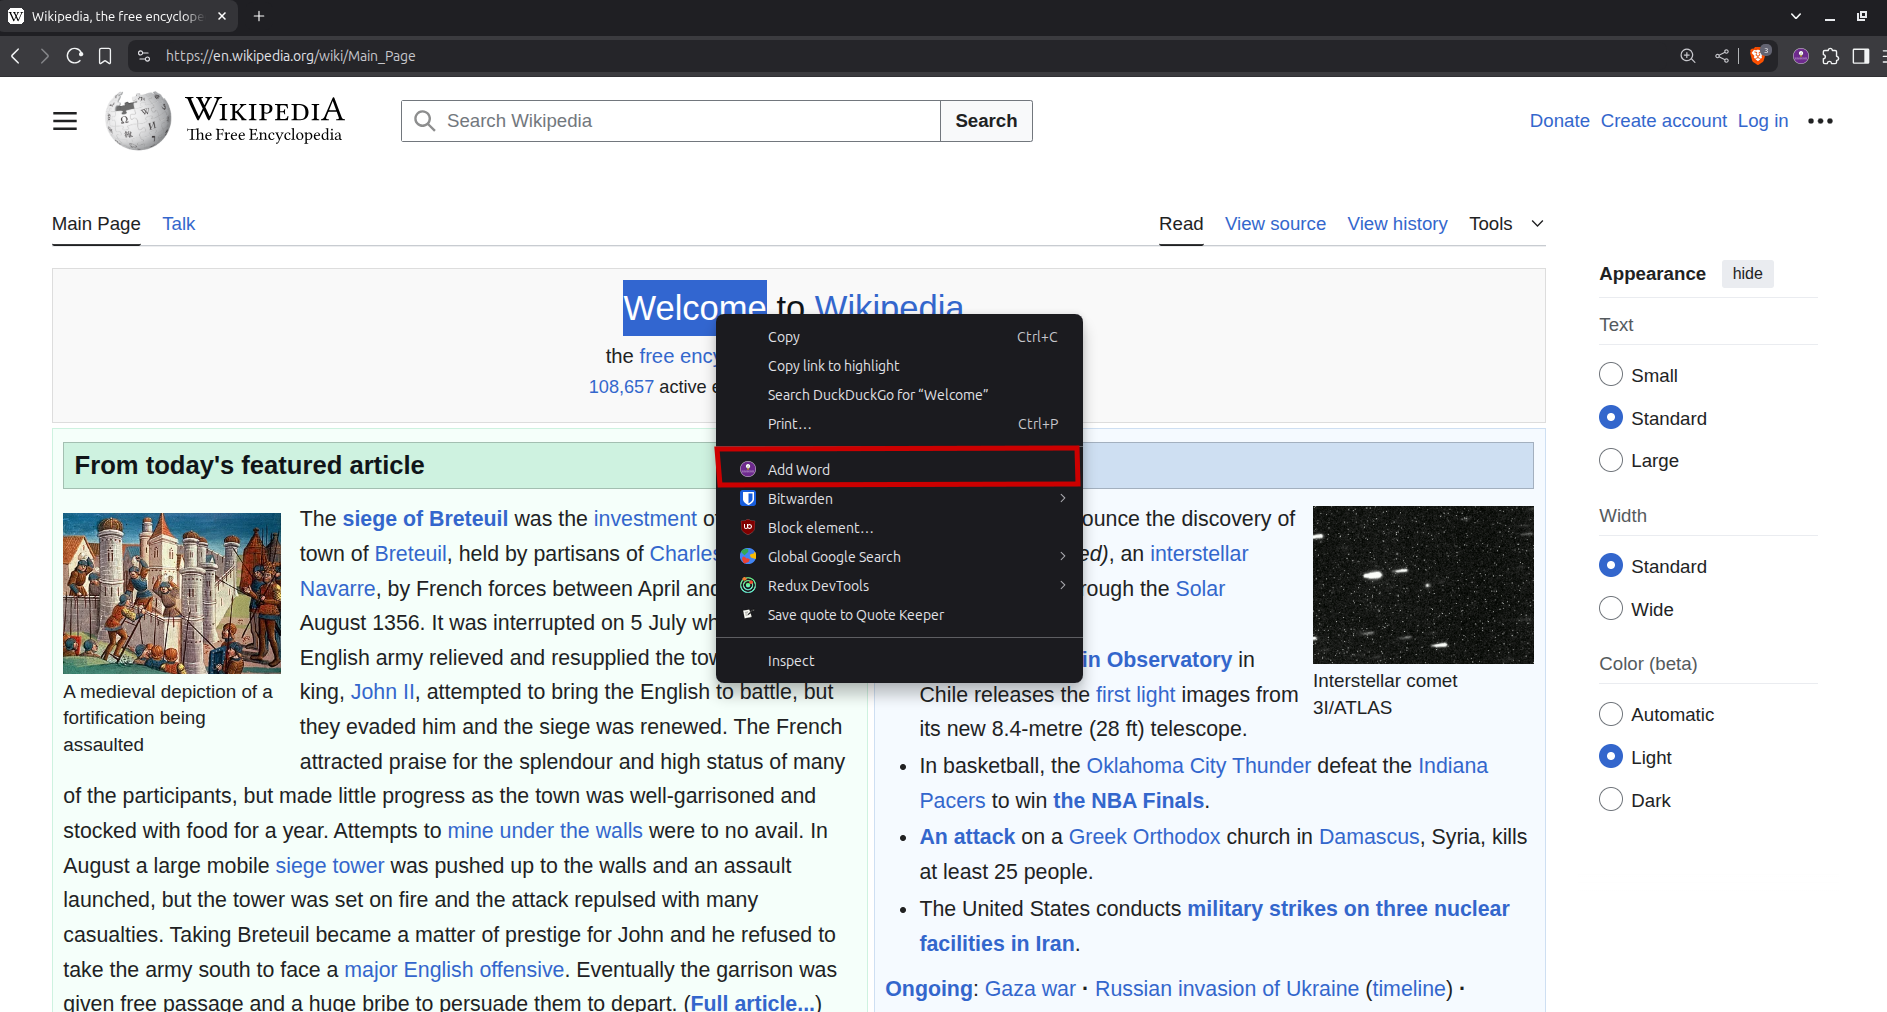 Wikipedia, the free encyclope
https://en.wikipedia.org/wiki/Main_Page
3
WIKIPEDIA
The Free Encyclopedia
Search Wikipedia
Search
Donate Create account Log in
Main Page Talk
Read View source View history Tools
Welcome to Wikipedia
the free ency
108,657 active e
Copy Ctrl+C
Copy link to highlight
Search DuckDuckGo for “Welcome”
Print… Ctrl+P
Add Word
Bitwarden
Block element…
Global Google Search
Redux DevTools
Save quote to Quote Keeper
Inspect
From today's featured article
The siege of Breteuil was the investment of
town of Breteuil, held by partisans of Charles
Navarre, by French forces between April and
August 1356. It was interrupted on 5 July wh
English army relieved and resupplied the tow
king, John II, attempted to bring the English to battle, but
they evaded him and the siege was renewed. The French
attracted praise for the splendour and high status of many
A medieval depiction of a
fortification being
assaulted
of the participants, but made little progress as the town was well-garrisoned and
stocked with food for a year. Attempts to mine under the walls were to no avail. In
August a large mobile siege tower was pushed up to the walls and an assault
launched, but the tower was set on fire and the attack repulsed with many
casualties. Taking Breteuil became a matter of prestige for John and he refused to
take the army south to face a major English offensive. Eventually the garrison was
given free passage and a huge bribe to persuade them to depart. (Full article...)
ounce the discovery of
ed), an interstellar
rough the Solar
in Observatory in
Chile releases the first light images from
its new 8.4-metre (28 ft) telescope.
Interstellar comet
3I/ATLAS
• In basketball, the Oklahoma City Thunder defeat the Indiana
Pacers to win the NBA Finals.
• An attack on a Greek Orthodox church in Damascus, Syria, kills
at least 25 people.
• The United States conducts military strikes on three nuclear
facilities in Iran.
Ongoing: Gaza war · Russian invasion of Ukraine (timeline) ·
Appearance hide
Text
Small
Standard
Large
Width
Standard
Wide
Color (beta)
Automatic
Light
Dark